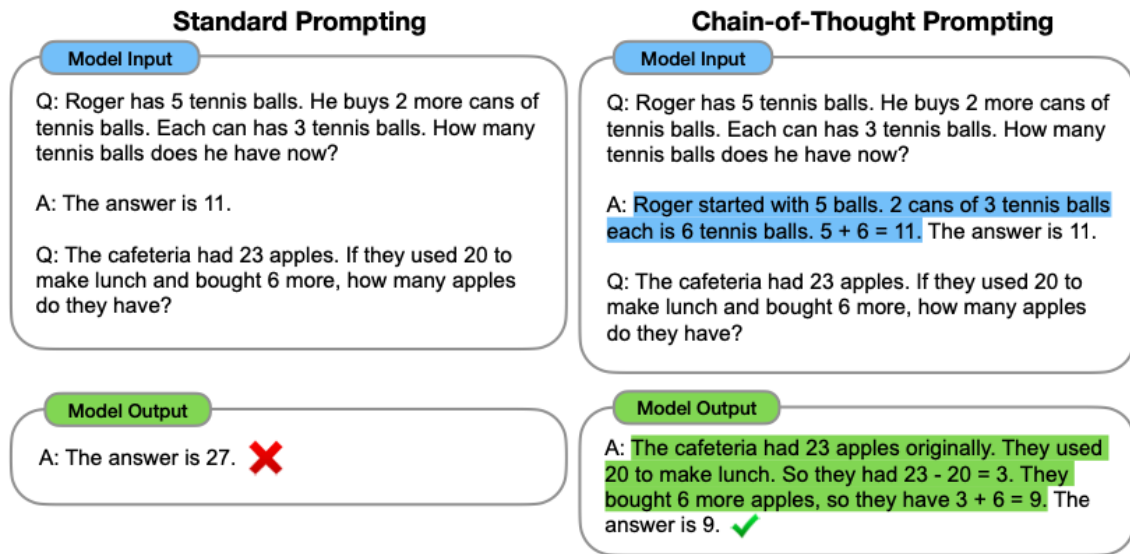 Standard Prompting
Model Input
Q: Roger has 5 tennis balls. He buys 2 more cans of
tennis balls. Each can has 3 tennis balls. How many
tennis balls does he have now?
A: The answer is 11.
Q: The cafeteria had 23 apples. If they used 20 to
make lunch and bought 6 more, how many apples
do they have?
Model Output
A: The answer is 27.
Chain-of-Thought Prompting
Model Input
Q: Roger has 5 tennis balls. He buys 2 more cans of
tennis balls. Each can has 3 tennis balls. How many
tennis balls does he have now?
A: Roger started with 5 balls. 2 cans of 3 tennis balls
each is 6 tennis balls. 5 + 6 = 11. The answer is 11.
Q: The cafeteria had 23 apples. If they used 20 to
make lunch and bought 6 more, how many apples
do they have?
Model Output
A: The cafeteria had 23 apples originally. They used
20 to make lunch. So they had 23 - 20 = 3. They
bought 6 more apples, so they have 3 + 6 = 9. The
answer is 9.